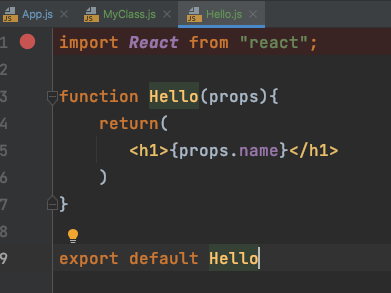 App.js MyClass.js Hello.js
1 import React from "react";
2
3 function Hello(props){
4 return(
5 <h1>{props.name}</h1>
6 )
7 }
8
9 export default Hello